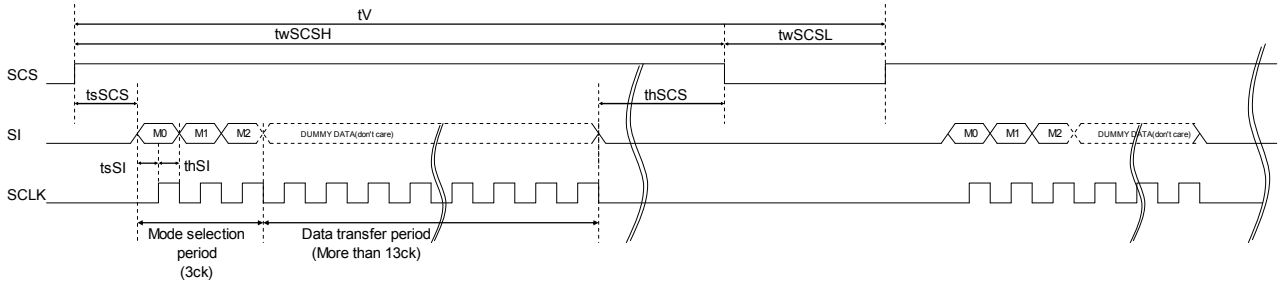 tV
twSCSH
twSCSL
SCS
tsSCS
thSCS
SI
M0
M1
M2
DUMMY DATA(don't care)
M0
M1
M2
DUMMY DATA(don't care)
tsSI
thSI
SCLK
Mode selection
period
(3ck)
Data transfer period
(More than 13ck)